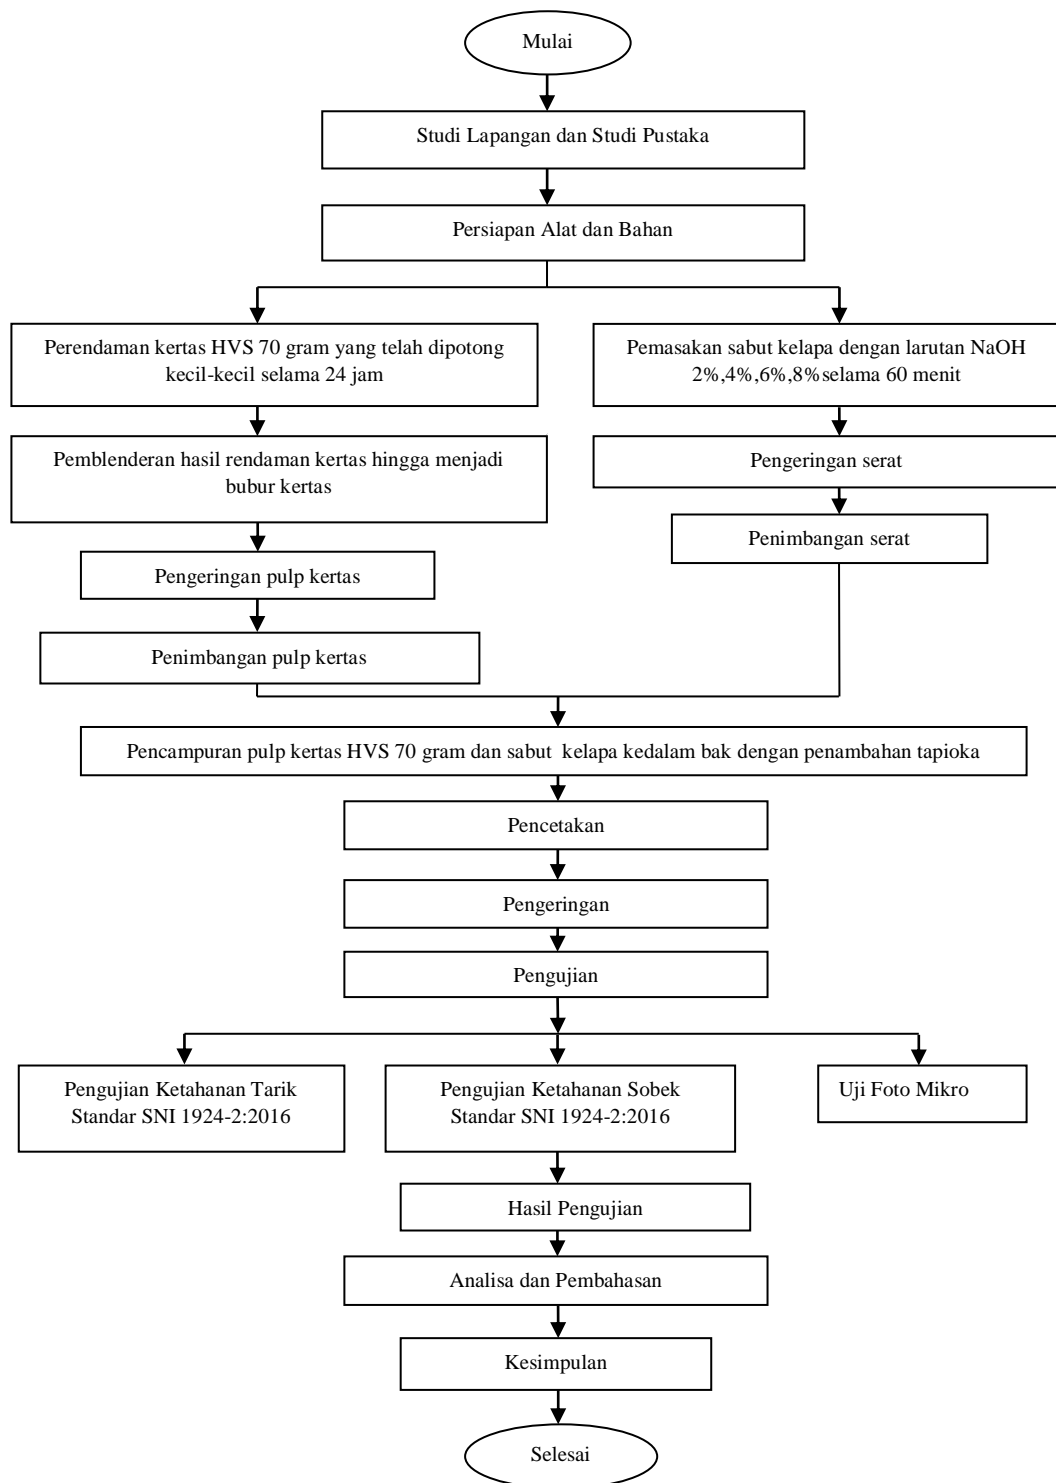 Mulai
Studi Lapangan dan Studi Pustaka
Persiapan Alat dan Bahan
Perendaman kertas HVS 70 gram yang telah dipotong
kecil-kecil selama 24 jam
Pemasakan sabut kelapa dengan larutan NaOH
2%,4%,6%,8%selama 60 menit
Pemblenderan hasil rendaman kertas hingga menjadi
bubur kertas
Pengeringan serat
Penimbangan serat
Pengeringan pulp kertas
Penimbangan pulp kertas
Pencampuran pulp kertas HVS 70 gram dan sabut kelapa kedalam bak dengan penambahan tapioka
Pencetakan
Pengeringan
Pengujian
Pengujian Ketahanan Tarik
Standar SNI 1924-2:2016
Pengujian Ketahanan Sobek
Standar SNI 1924-2:2016
Uji Foto Mikro
Hasil Pengujian
Analisa dan Pembahasan
Kesimpulan
Selesai